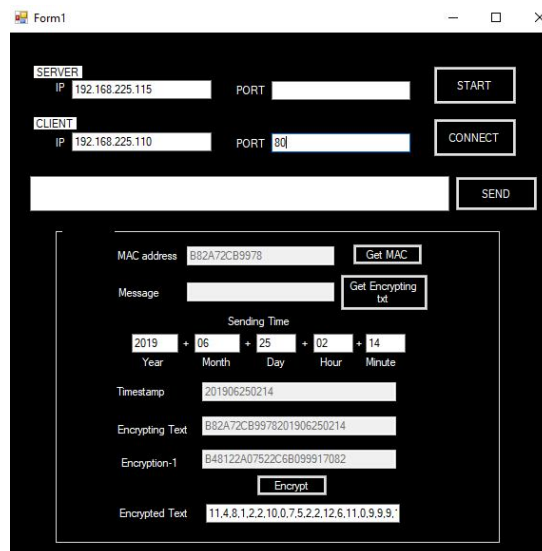 Form1
SERVER
IP 192.168.225.115 PORT START
CLIENT
IP 192.168.225.110 PORT 80 CONNECT
SEND
MAC address B82A72CB9978 Get MAC
Message Get Encrypting
txt
Sending Time
2019 + 06 + 25 + 02 + 14
Year Month Day Hour Minute
Timestamp 201906250214
Encrypting Text B82A72CB9978201906250214
Encryption-1 B48122A07522C6B099917082
Encrypt
Encrypted Text 11,4,8,1,2,2,10,0,7,5,2,2,12,6,11,0,9,9,9,